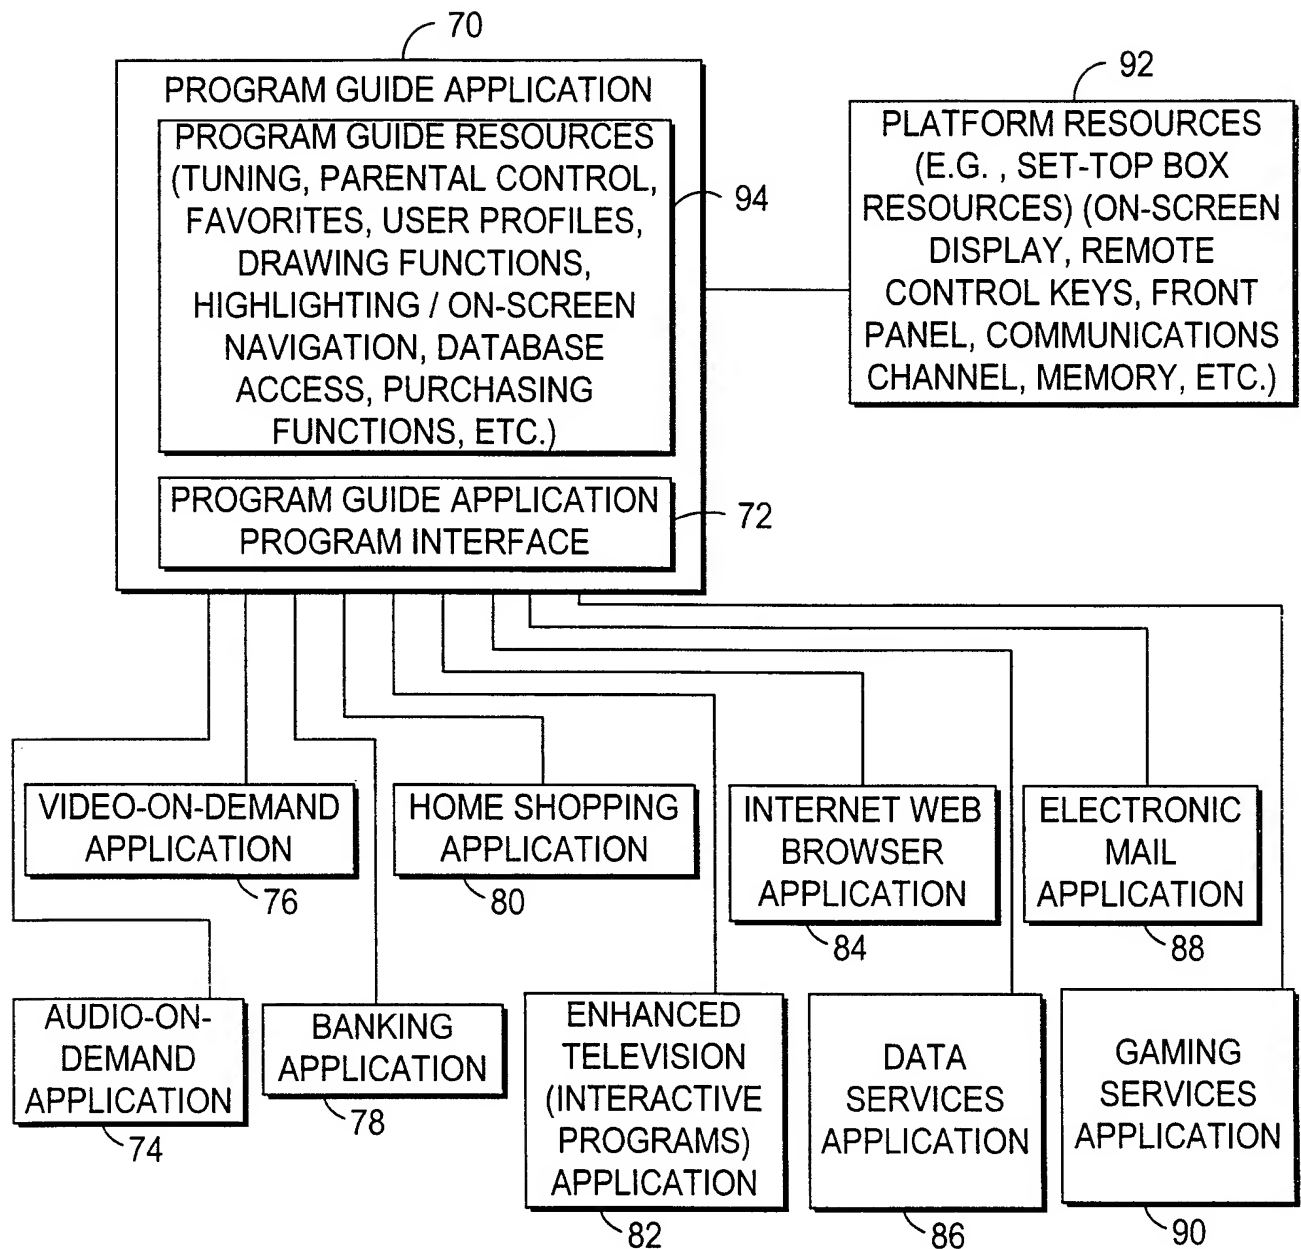 70
PROGRAM GUIDE APPLICATION
PROGRAM GUIDE RESOURCES
(TUNING, PARENTAL CONTROL,
FAVORITES, USER PROFILES,
DRAWING FUNCTIONS,
HIGHLIGHTING / ON-SCREEN
NAVIGATION, DATABASE
ACCESS, PURCHASING
FUNCTIONS, ETC.)
94
PROGRAM GUIDE APPLICATION
PROGRAM INTERFACE
72
92
PLATFORM RESOURCES
(E.G. , SET-TOP BOX
RESOURCES) (ON-SCREEN
DISPLAY, REMOTE
CONTROL KEYS, FRONT
PANEL, COMMUNICATIONS
CHANNEL, MEMORY, ETC.)
VIDEO-ON-DEMAND
APPLICATION
76
HOME SHOPPING
APPLICATION
80
INTERNET WEB
BROWSER
APPLICATION
84
ELECTRONIC
MAIL
APPLICATION
88
AUDIO-ON-
DEMAND
APPLICATION
74
BANKING
APPLICATION
78
ENHANCED
TELEVISION
(INTERACTIVE
PROGRAMS)
APPLICATION
82
DATA
SERVICES
APPLICATION
86
GAMING
SERVICES
APPLICATION
90